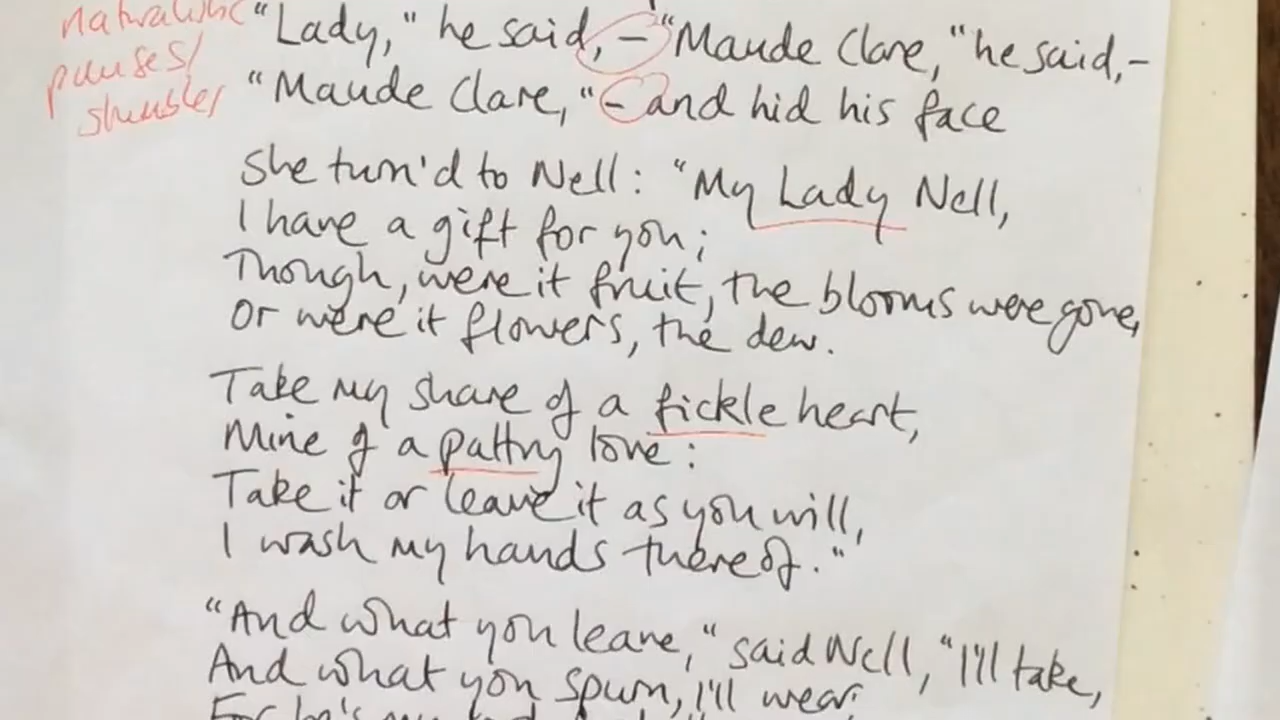 naturalistic
pauses/
stumbles
“Lady,” he said, – “Maude Clare,” he said, –
“Maude Clare,” – and hid his face
She turn'd to Nell: “My Lady Nell,
I have a gift for you;
Though, were it fruit, the blooms were gone,
Or were it flowers, the dew.
Take my share of a fickle heart,
Mine of a paltry love:
Take it or leave it as you will,
I wash my hands thereof.”
“And what you leave,” said Nell, “I'll take,
And what you spurn, I'll wear;
For he's my